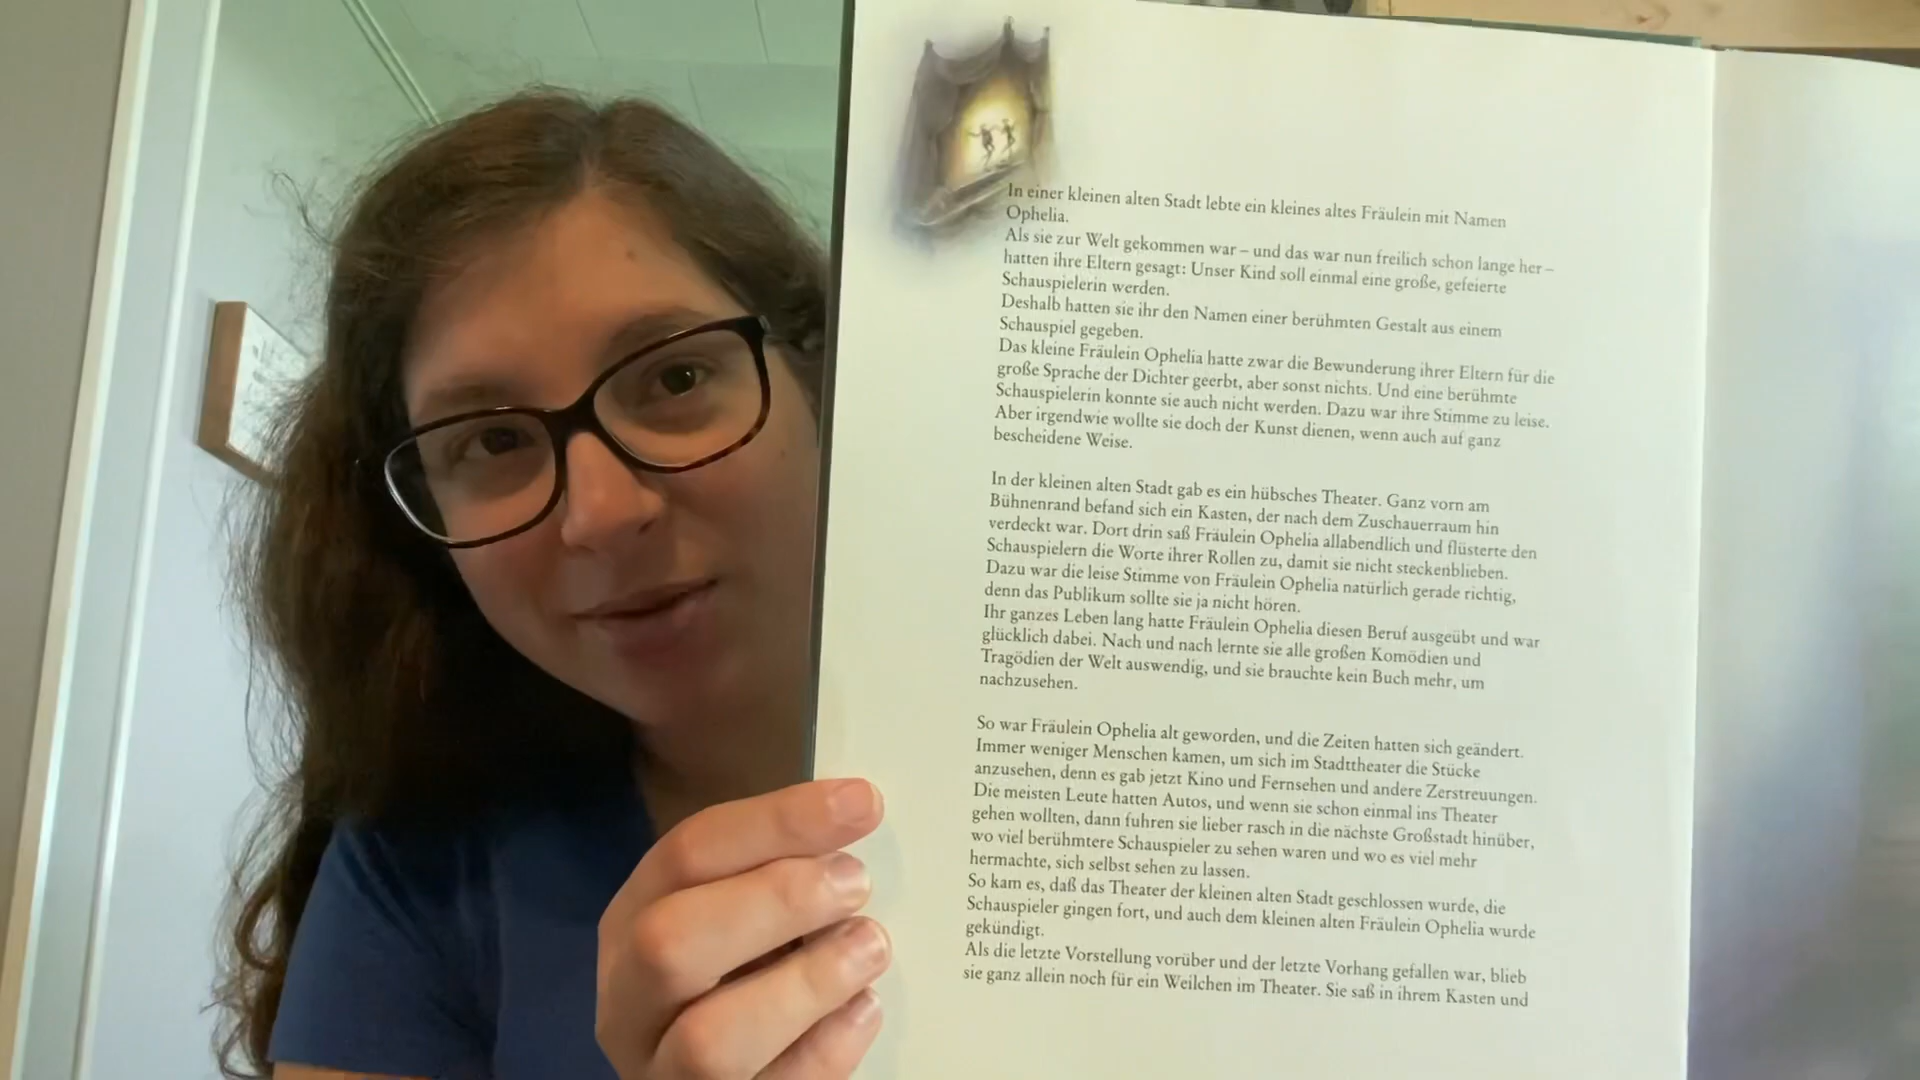 In einer kleinen alten Stadt lebte ein kleines altes Fräulein mit Namen
Ophelia.
Als sie zur Welt gekommen war – und das war nun freilich schon lange her –
hatten ihre Eltern gesagt: Unser Kind soll einmal eine große, gefeierte
Schauspielerin werden.
Deshalb hatten sie ihr den Namen einer berühmten Gestalt aus einem
Schauspiel gegeben.
Das kleine Fräulein Ophelia hatte zwar die Bewunderung ihrer Eltern für die
große Sprache der Dichter geerbt, aber sonst nichts. Und eine berühmte
Schauspielerin konnte sie auch nicht werden. Dazu war ihre Stimme zu leise.
Aber irgendwie wollte sie doch der Kunst dienen, wenn auch auf ganz
bescheidene Weise.
In der kleinen alten Stadt gab es ein hübsches Theater. Ganz vorn am
Bühnenrand befand sich ein Kasten, der nach dem Zuschauerraum hin
verdeckt war. Dort drin saß Fräulein Ophelia allabendlich und flüsterte den
Schauspielern die Worte ihrer Rollen zu, damit sie nicht steckenblieben.
Dazu war die leise Stimme von Fräulein Ophelia natürlich gerade richtig,
denn das Publikum sollte sie ja nicht hören.
Ihr ganzes Leben lang hatte Fräulein Ophelia diesen Beruf ausgeübt und war
glücklich dabei. Nach und nach lernte sie alle großen Komödien und
Tragödien der Welt auswendig, und sie brauchte kein Buch mehr, um
nachzusehen.
So war Fräulein Ophelia alt geworden, und die Zeiten hatten sich geändert.
Immer weniger Menschen kamen, um sich im Stadttheater die Stücke
anzusehen, denn es gab jetzt Kino und Fernsehen und andere Zerstreuungen.
Die meisten Leute hatten Autos, und wenn sie schon einmal ins Theater
gehen wollten, dann fuhren sie lieber rasch in die nächste Großstadt hinüber,
wo viel berühmtere Schauspieler zu sehen waren und wo es viel mehr
hermachte, sich selbst sehen zu lassen.
So kam es, daß das Theater der kleinen alten Stadt geschlossen wurde, die
Schauspieler gingen fort, und auch dem kleinen alten Fräulein Ophelia wurde
gekündigt.
Als die letzte Vorstellung vorüber und der letzte Vorhang gefallen war, blieb
sie ganz allein noch für ein Weilchen im Theater. Sie saß in ihrem Kasten und